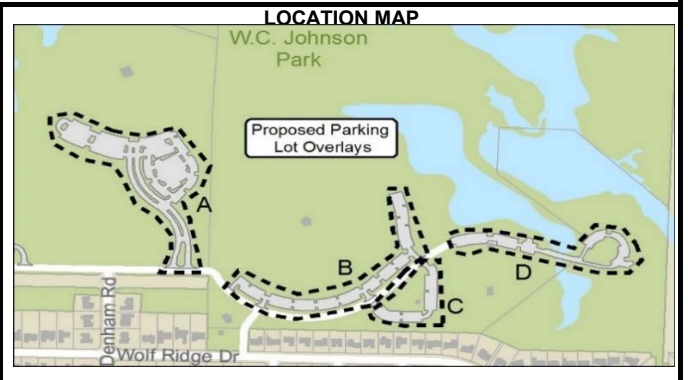 LOCATION MAP
W.C. Johnson
Park
Proposed Parking
Lot Overlays
A
B
C
D
Denham Rd
Wolf Ridge Dr